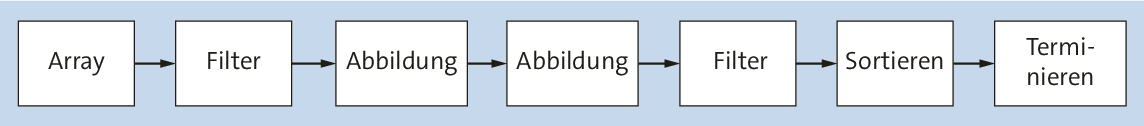 Array
Filter
Abbildung
Abbildung
Filter
Sortieren
Termi-
nieren